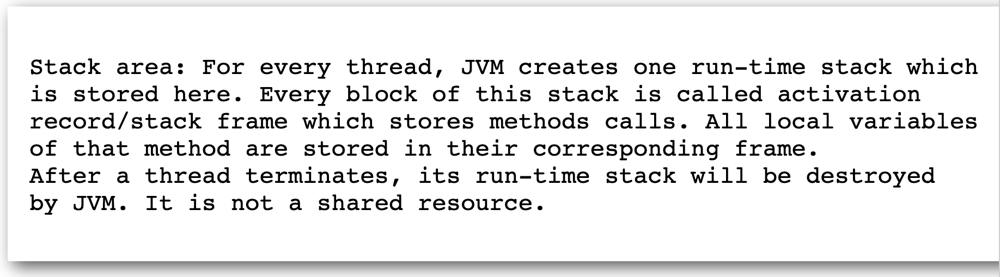 Stack area: For every thread, JVM creates one run-time stack which
is stored here. Every block of this stack is called activation
record/stack frame which stores methods calls. All local variables
of that method are stored in their corresponding frame.
After a thread terminates, its run-time stack will be destroyed
by JVM. It is not a shared resource.